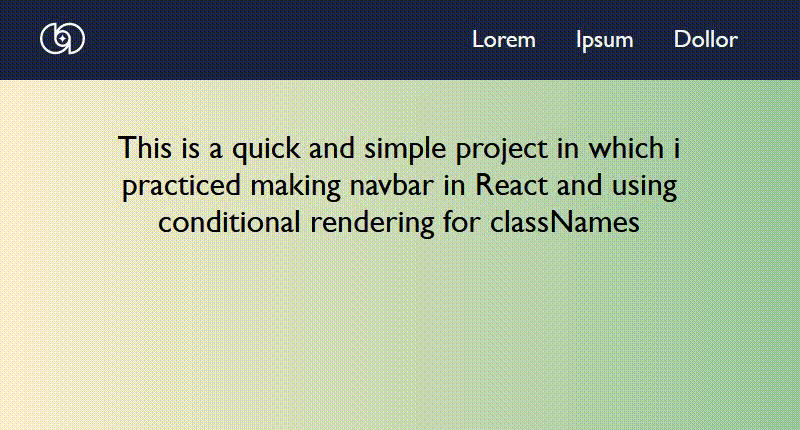 Lorem Ipsum Dollor
This is a quick and simple project in which i
practiced making navbar in React and using
conditional rendering for classNames